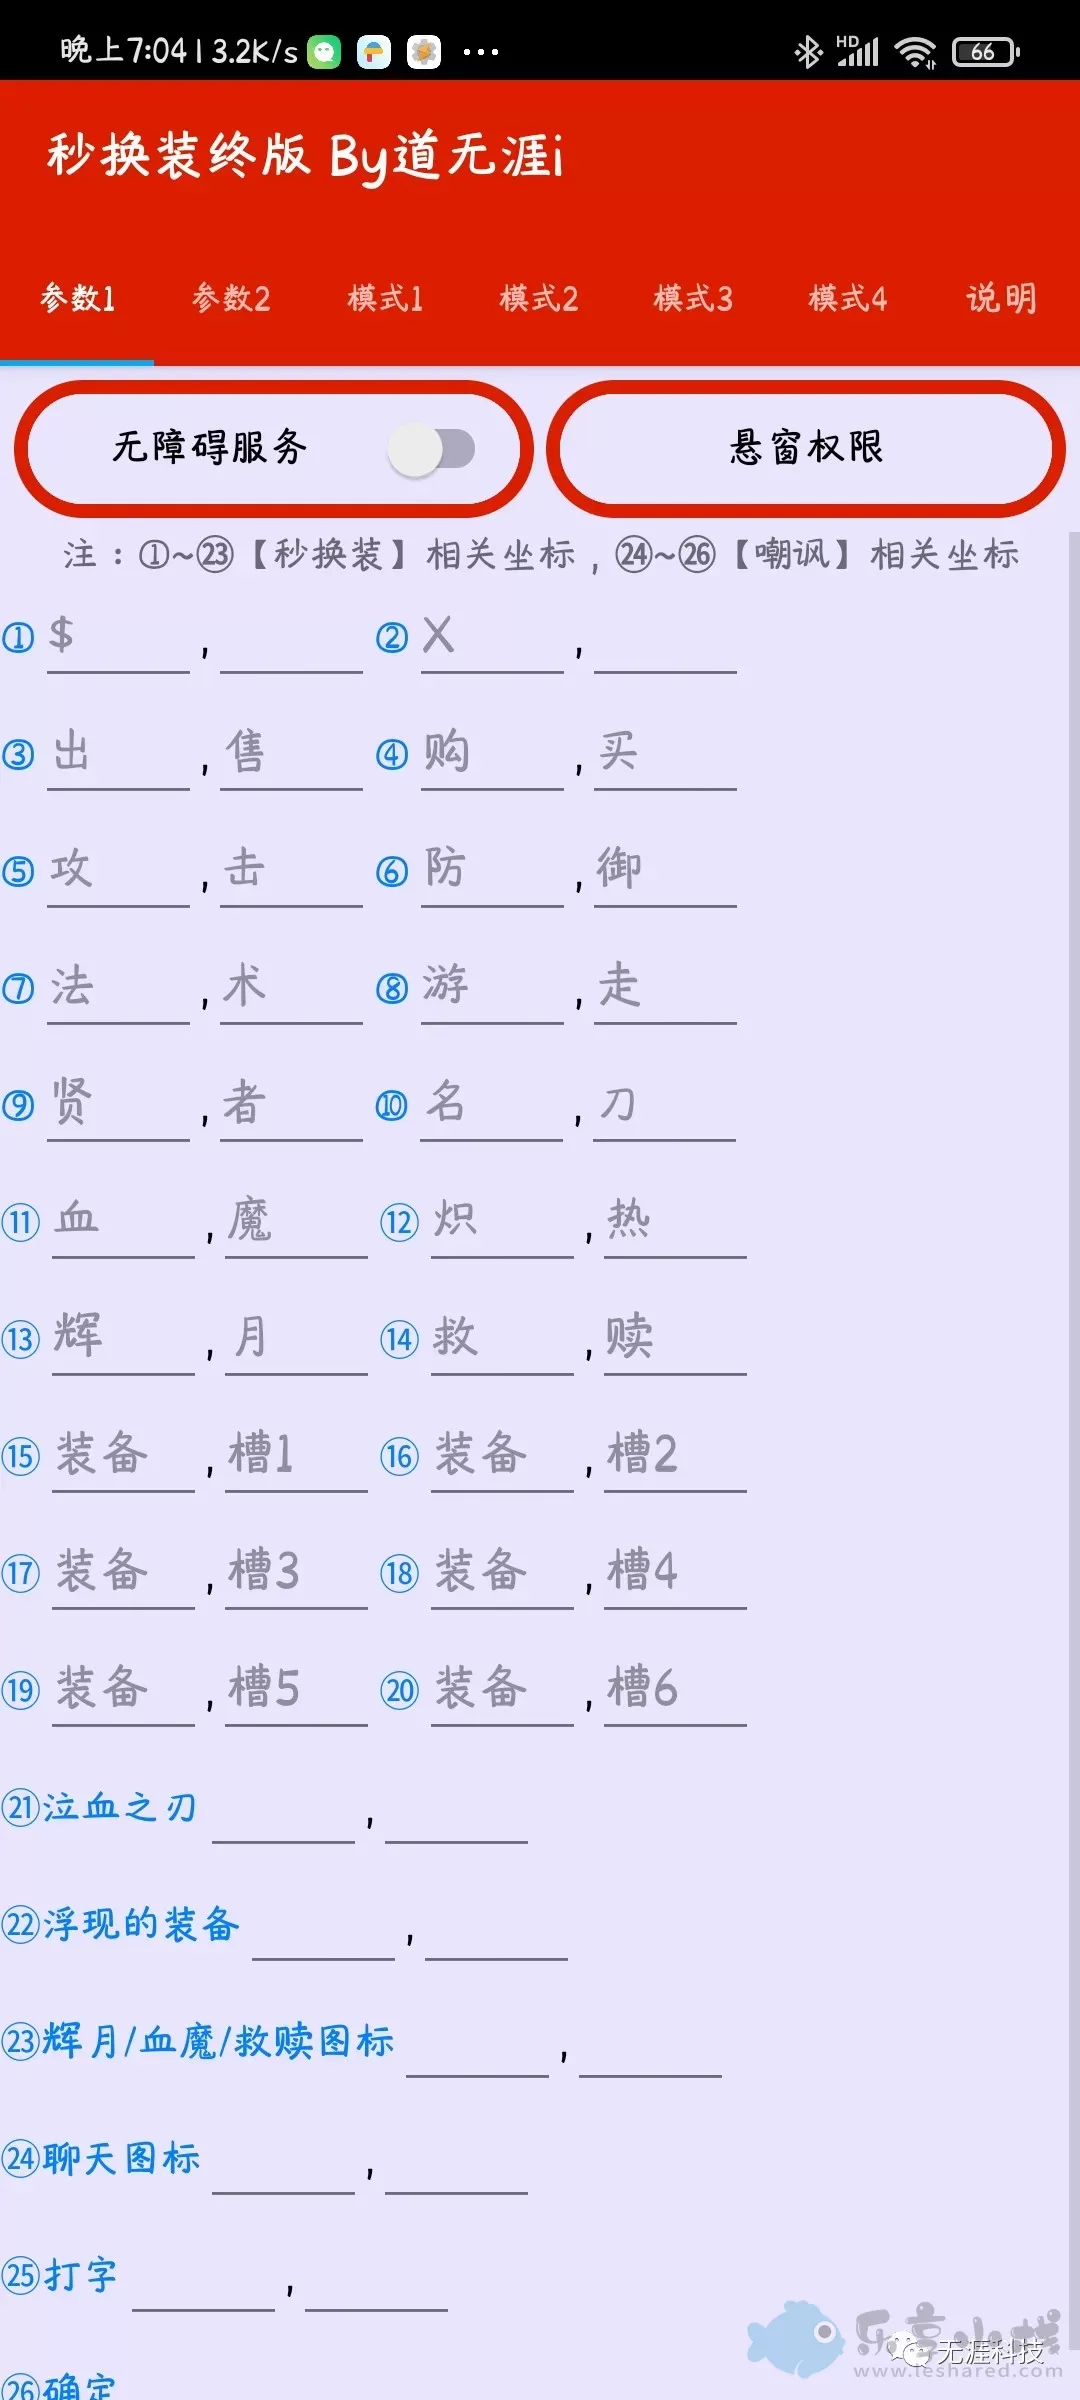 晚上7:04 | 3.2K/s HD 66
秒换装终版 By道无涯i
参数1 参数2 模式1 模式2 模式3 模式4 说明
无障碍服务 悬窗权限
注：①~㉓【秒换装】相关坐标，㉔~㉖【嘲讽】相关坐标
① $ , ② X ,
③ 出 , 售 ④ 购 , 买
⑤ 攻 , 击 ⑥ 防 , 御
⑦ 法 , 术 ⑧ 游 , 走
⑨ 贤 , 者 ⑩ 名 , 刀
⑪ 血 , 魔 ⑫ 炽 , 热
⑬ 辉 , 月 ⑭ 救 , 赎
⑮ 装备 , 槽1 ⑯ 装备 , 槽2
⑰ 装备 , 槽3 ⑱ 装备 , 槽4
⑲ 装备 , 槽5 ⑳ 装备 , 槽6
㉑泣血之刃 ,
㉒浮现的装备 ,
㉓辉月/血魔/救赎图标 ,
㉔聊天图标 ,
㉕打字 ,
㉖确定
乐享小栈
无涯科技
www.leshared.com